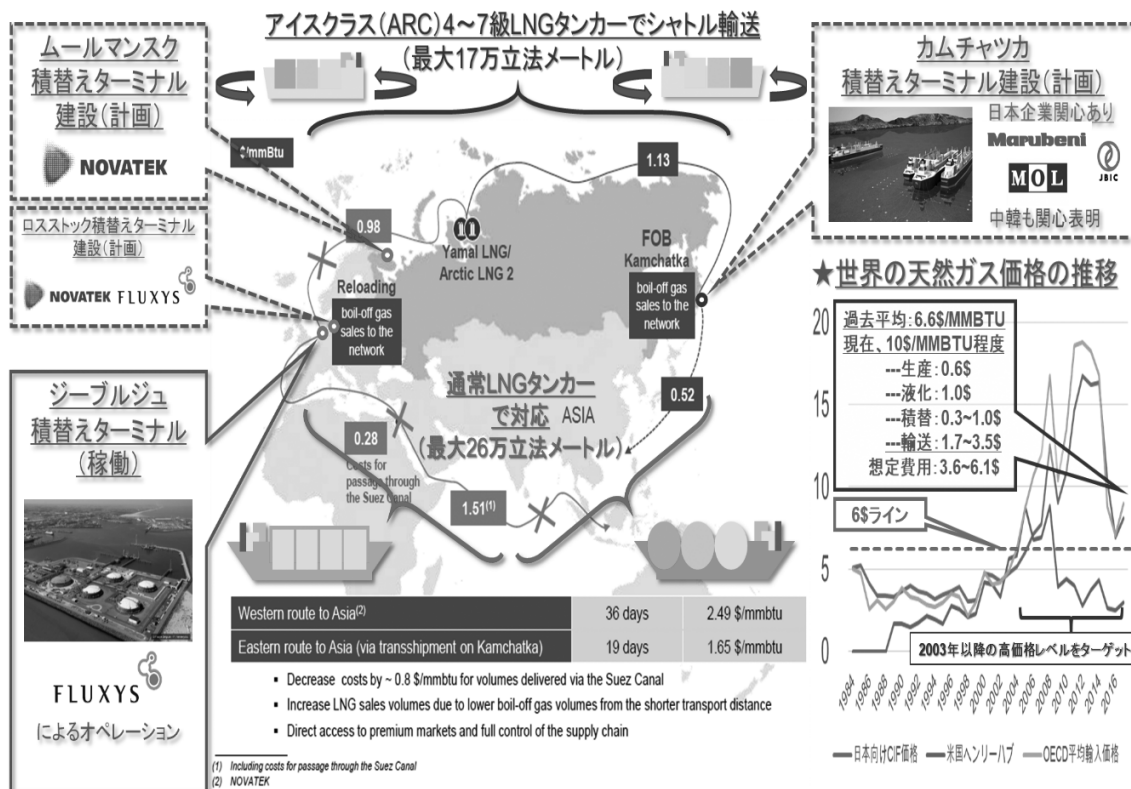 アイスクラス(ARC)4～7級LNGタンカーでシャトル輸送
(最大17万立法メートル)
ムールマンスク
積替えターミナル
建設(計画)
NOVATEK
ロスストック積替えターミナル
建設(計画)
NOVATEK FLUXYS
ジーブルジュ
積替えターミナル
(稼働)
FLUXYS
によるオペレーション
カムチャツカ
積替えターミナル建設(計画)
日本企業関心あり
Marubeni
MOL
JBIC
中韓も関心表明
$/mmBtu
0.98
1.13
Yamal LNG/
Arctic LNG 2
FOB
Kamchatka
boil-off gas
sales to the
network
Reloading
boil-off gas
sales to the
network
通常LNGタンカー
で対応 ASIA
(最大26万立法メートル)
0.52
0.28
Costs for
passage through
the Suez Canal
1.51(1)
Western route to Asia(2) 36 days 2.49 $/mmbtu
Eastern route to Asia (via transshipment on Kamchatka) 19 days 1.65 $/mmbtu
▪ Decrease costs by ~ 0.8 $/mmbtu for volumes delivered via the Suez Canal
▪ Increase LNG sales volumes due to lower boil-off gas volumes from the shorter transport distance
▪ Direct access to premium markets and full control of the supply chain
(1) Including costs for passage through the Suez Canal
(2) NOVATEK
★世界の天然ガス価格の推移
20
15
10
5
0
過去平均:6.6$/MMBTU
現在、10$/MMBTU程度
---生産:0.6$
---液化:1.0$
---積替:0.3~1.0$
---輸送:1.7~3.5$
想定費用:3.6~6.1$
6$ライン
2003年以降の高価格レベルをターゲット
1984 1986 1988 1990 1992 1994 1996 1998 2000 2002 2004 2006 2008 2010 2012 2014 2016
日本向けCIF価格 米国ヘンリーハブ OECD平均輸入価格